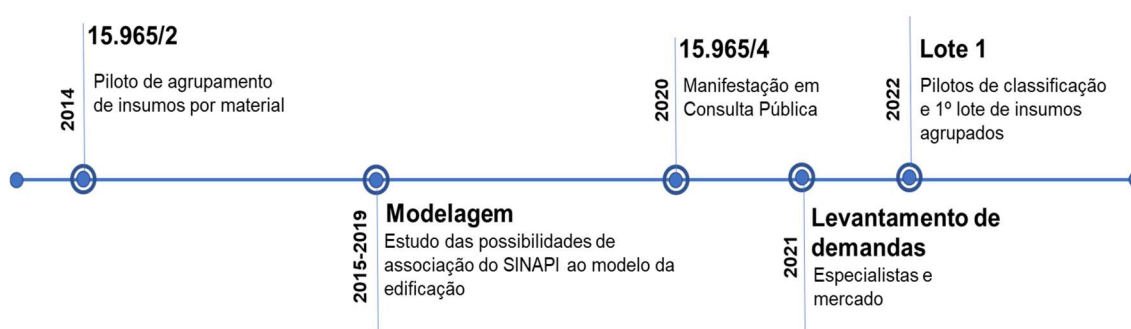 15.965/2
Piloto de agrupamento
de insumos por material
2014
Modelagem
Estudo das possibilidades de
associação do SINAPI ao modelo da
edificação
2015-2019
15.965/4
Manifestação em
Consulta Pública
2020
Levantamento de
demandas
Especialistas e
mercado
2021
Lote 1
Pilotos de classificação
e 1º lote de insumos
agrupados
2022